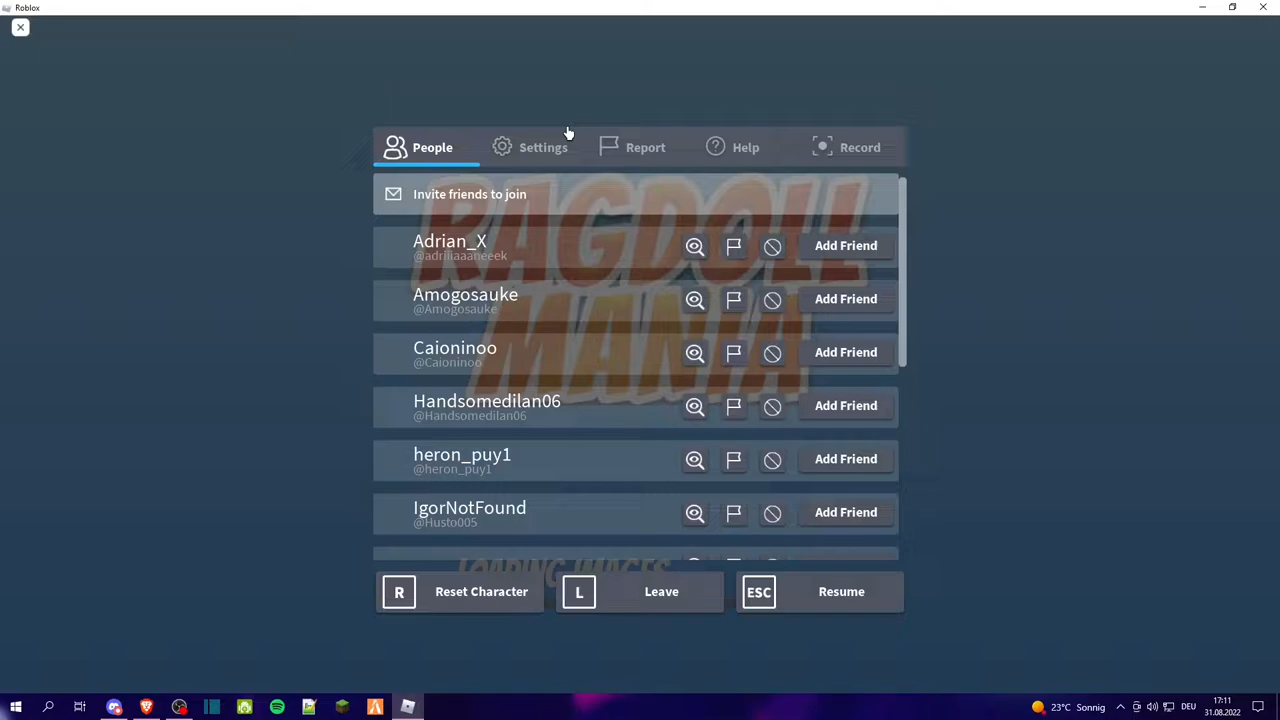 Roblox
People
Settings
Report
Help
Record
Invite friends to join
RAGDOLL
MANIA
Adrian_X
@adriiiaaaneeek
Add Friend
Amogosauke
@Amogosauke
Add Friend
Caioninoo
@Caioninoo
Add Friend
Handsomedilan06
@Handsomedilan06
Add Friend
heron_puy1
@heron_puy1
Add Friend
IgorNotFound
@Husto005
Add Friend
LOADING IMAGES
R Reset Character
L Leave
ESC Resume
23°C Sonnig
DEU
17:11
31.08.2022